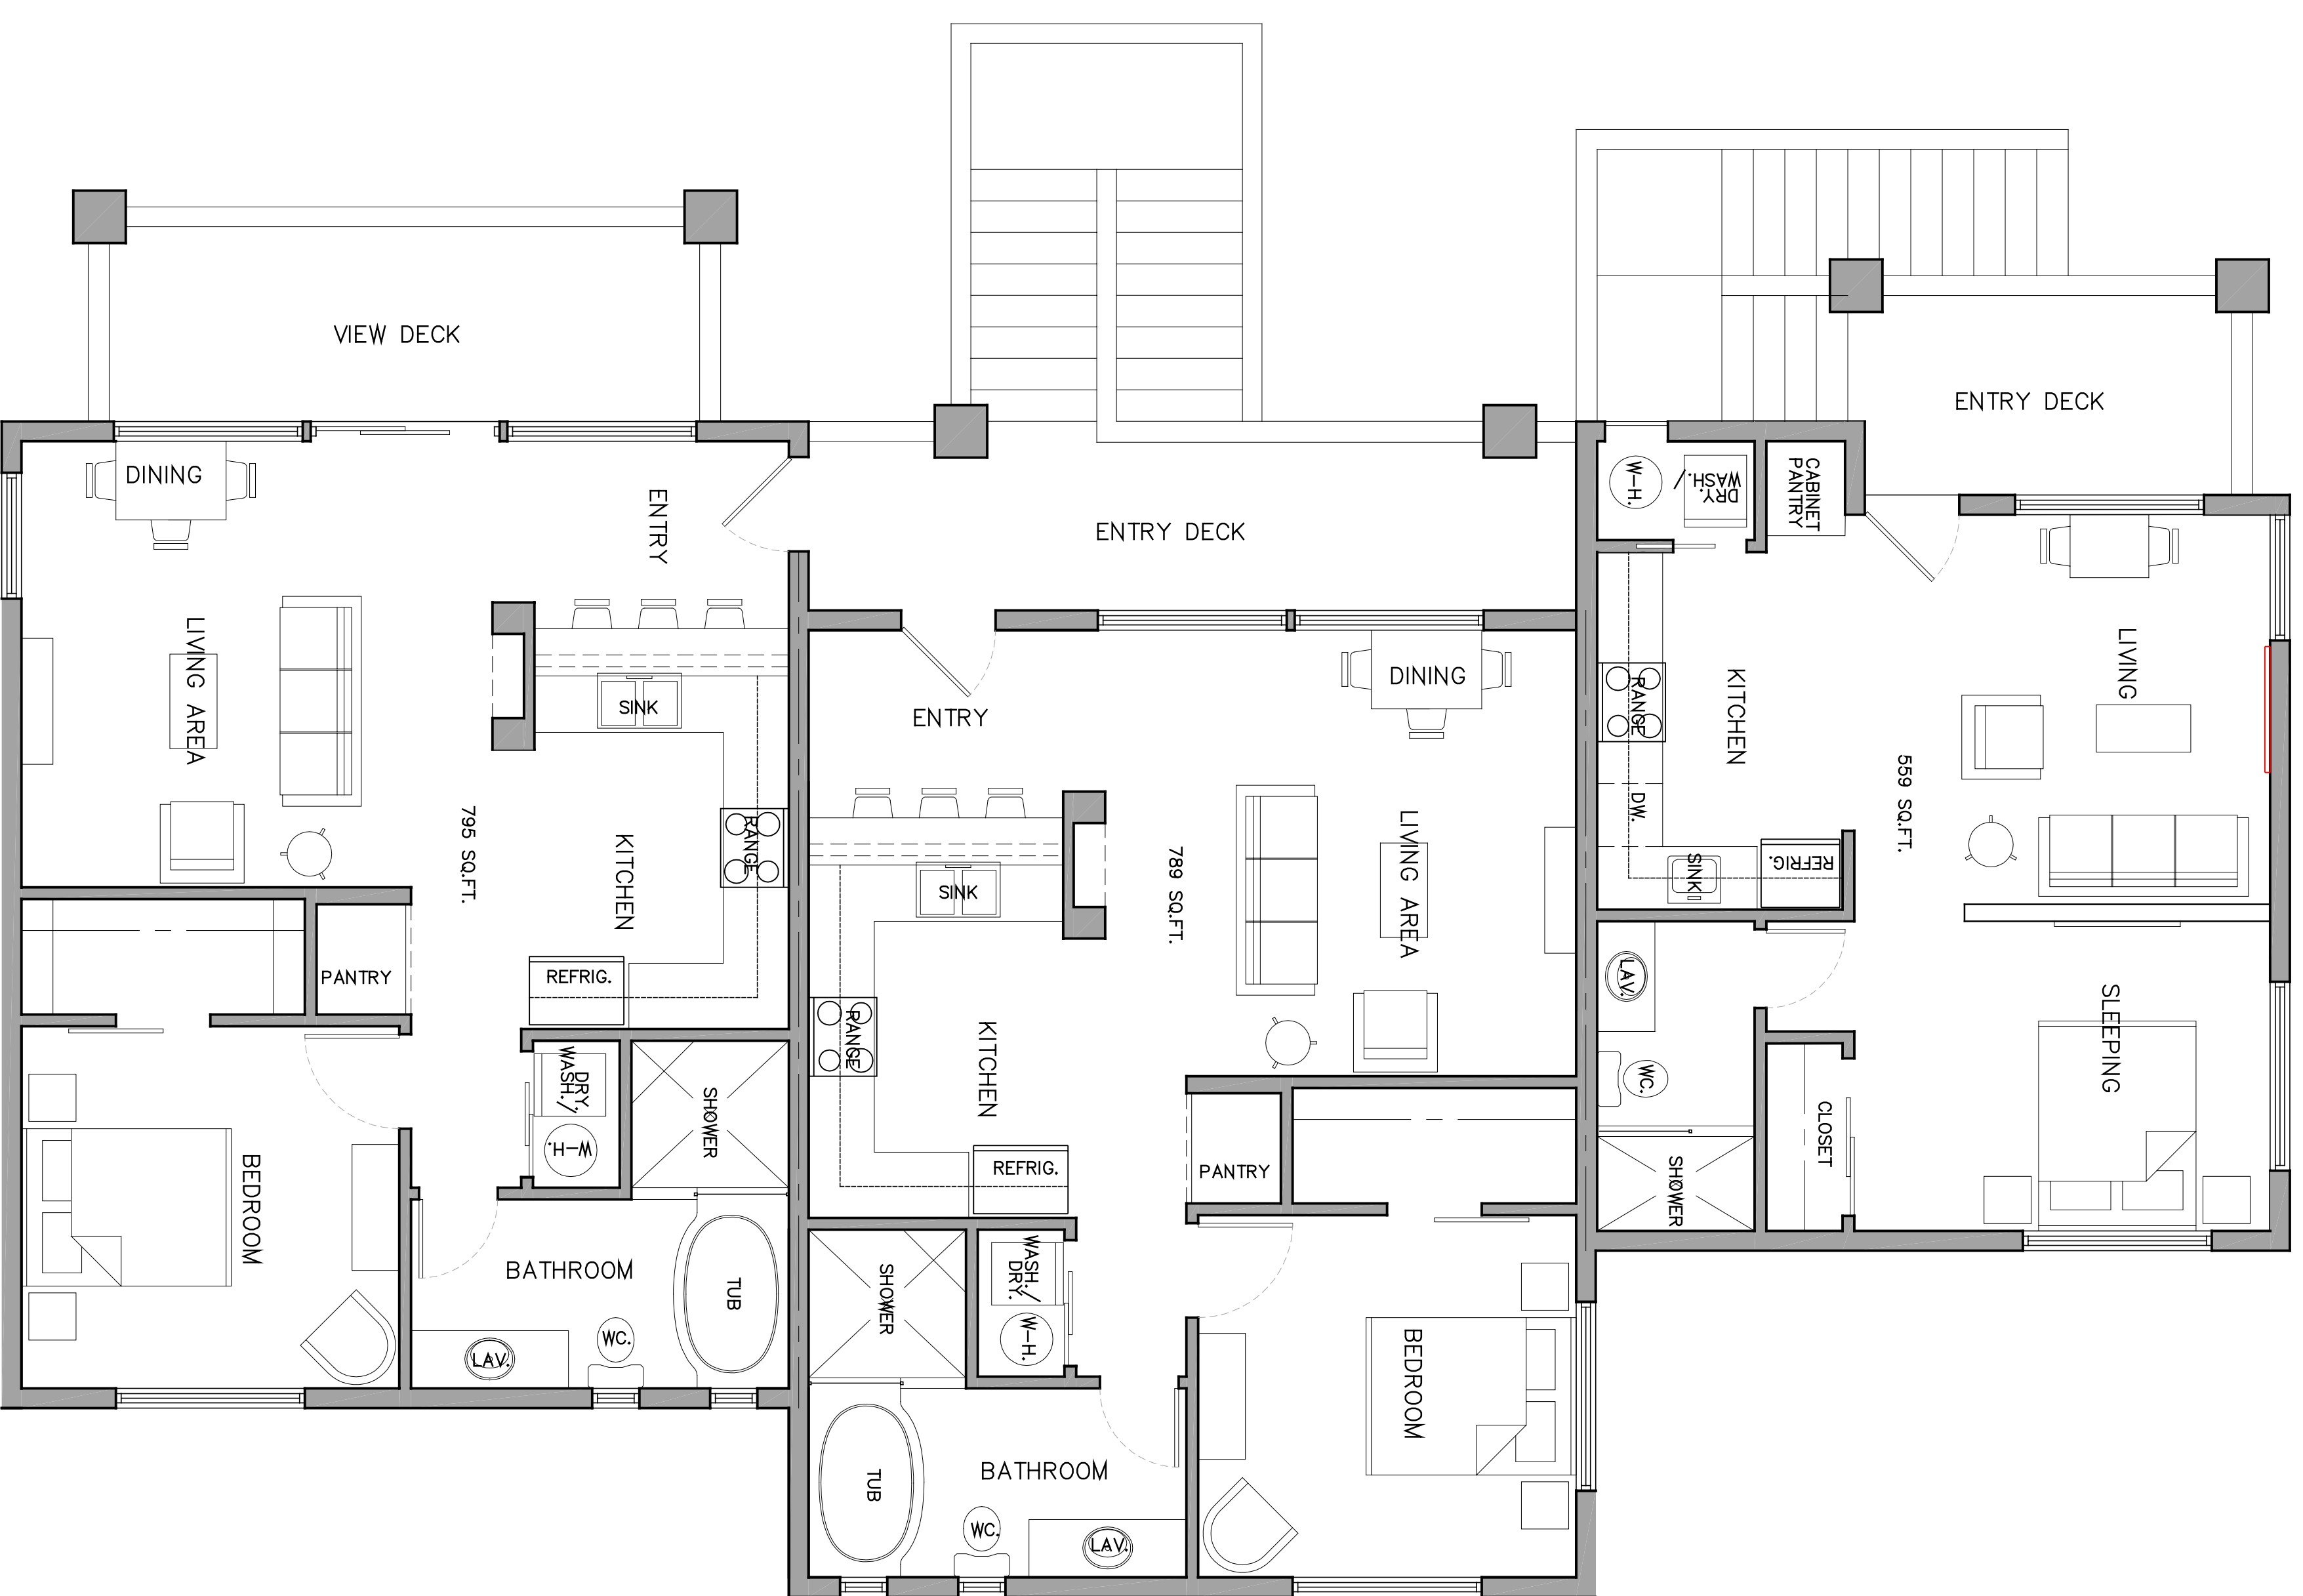 VIEW DECK
DINING
ENTRY
LIVING AREA
SINK
RANGE
795 SQ.FT.
KITCHEN
REFRIG.
PANTRY
WASH./
DRY.
W-H.
SHOWER
BEDROOM
BATHROOM
TUB
WC.
LAV.
ENTRY DECK
ENTRY
DINING
LIVING AREA
SINK
789 SQ.FT.
RANGE
KITCHEN
REFRIG.
PANTRY
WASH./
DRY.
W-H.
SHOWER
BEDROOM
BATHROOM
TUB
WC.
LAV.
ENTRY DECK
W-H.
WASH./
DRY.
CABINET
PANTRY
LIVING
KITCHEN
RANGE
559 SQ.FT.
DW.
SINK
REFRIG.
LAV.
SLEEPING
WC.
CLOSET
SHOWER